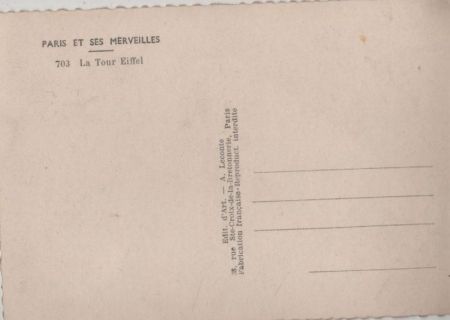 PARIS ET SES MERVEILLES
703 La Tour Eiffel
Edit. d'Art. — A. Leconte
38, rue Ste-Croix-de-la-Bretonnerie, Paris
Fabrication française-Reproduct. interdite